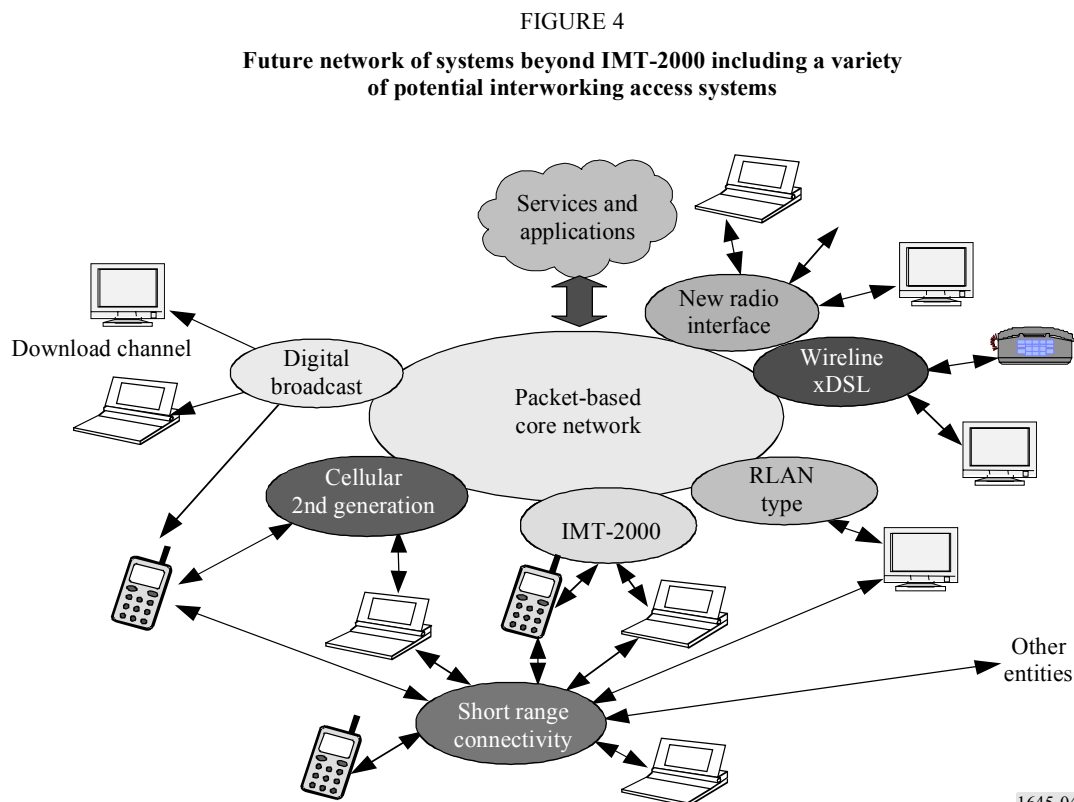 FIGURE 4
Future network of systems beyond IMT-2000 including a variety
of potential interworking access systems
Services and
applications
New radio
interface
Download channel
Digital
broadcast
Wireline
xDSL
Packet-based
core network
Cellular
2nd generation
RLAN
type
IMT-2000
Other
entities
Short range
connectivity